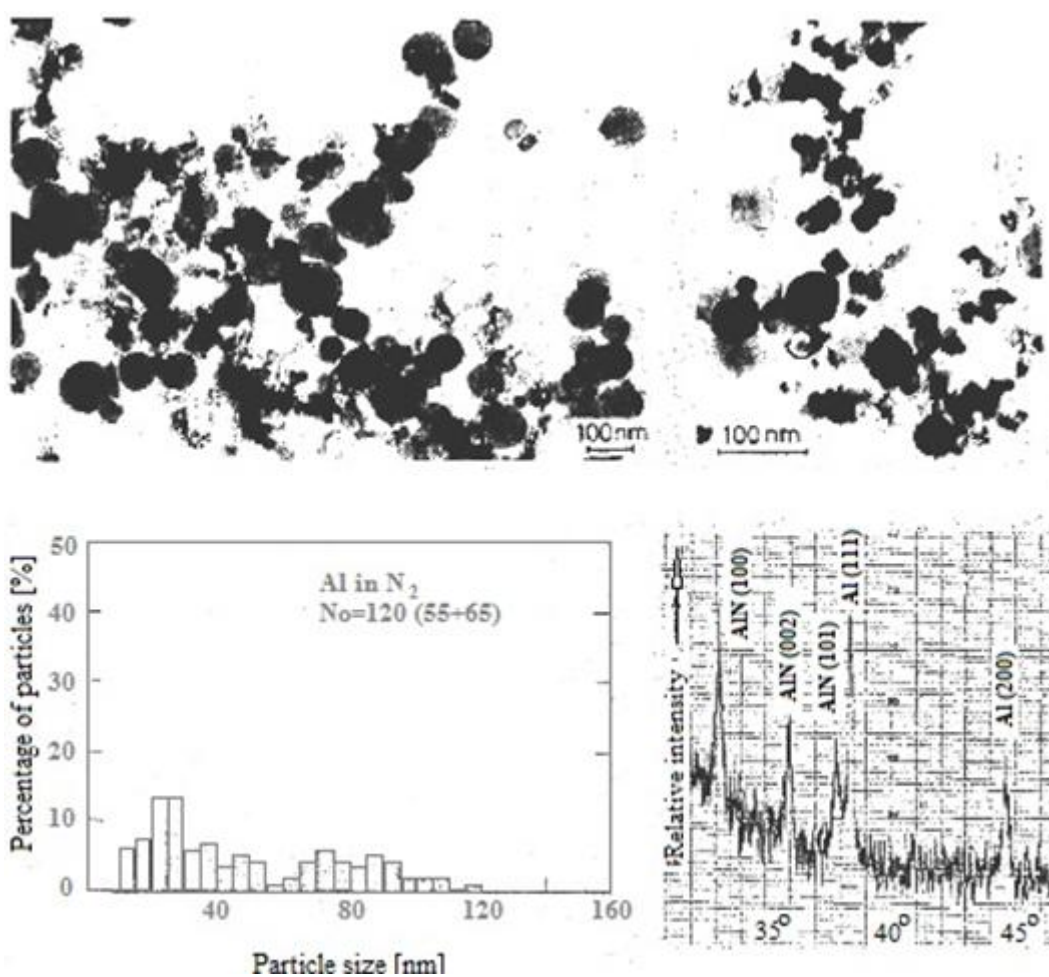 100nm
100 nm
Percentage of particles [%]
50
40
30
20
10
0
Al in N₂
No=120 (55+65)
40
80
120
160
Particle size [nm]
Relative intensity
AlN (100)
AlN (002)
AlN (101)
Al (111)
Al (200)
35°
40°
45°